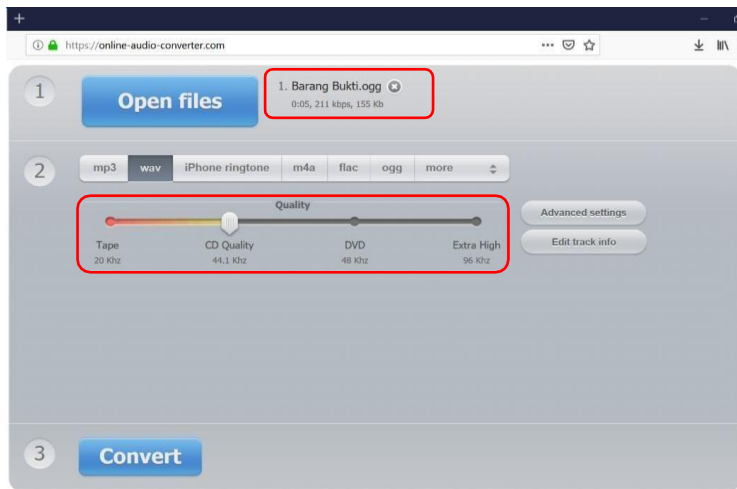 https://online-audio-converter.com
1
Open files
1. Barang Bukti.ogg
0:05, 211 kbps, 155 Kb
2
mp3 wav iPhone ringtone m4a flac ogg more
Quality
Tape CD Quality DVD Extra High
20 Khz 44.1 Khz 48 Khz 96 Khz
Advanced settings
Edit track info
3
Convert